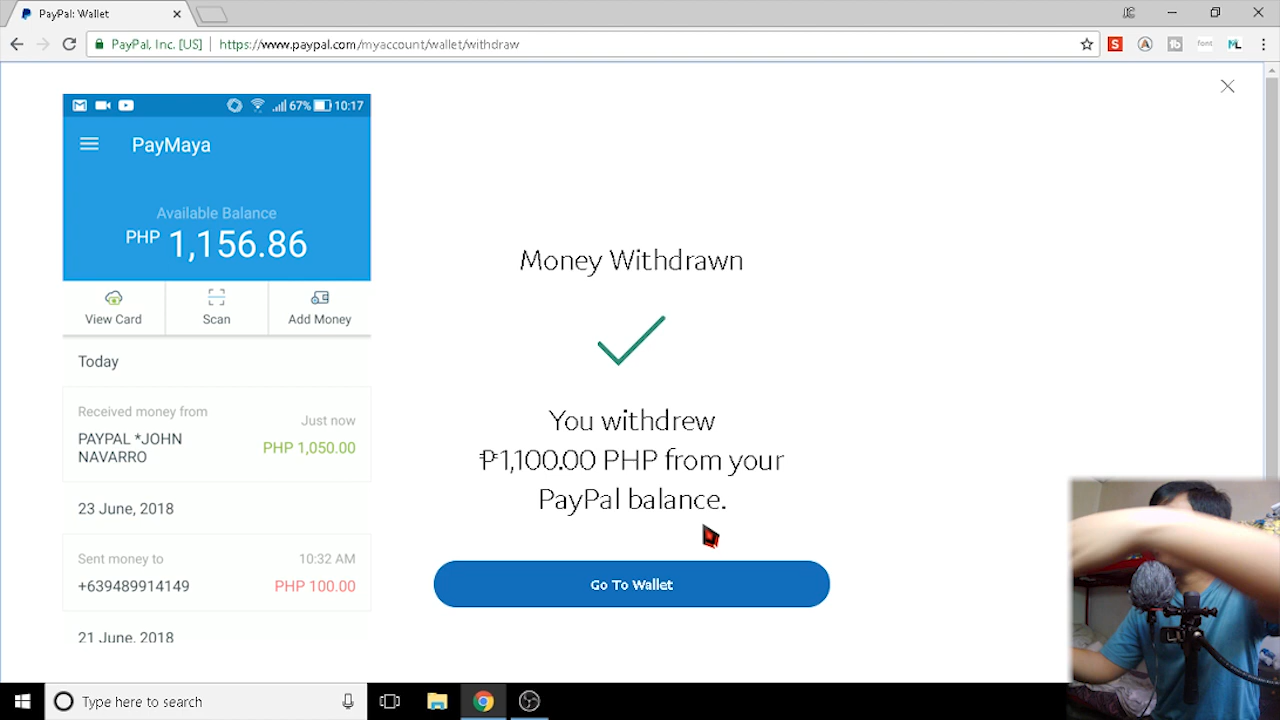 PayPal: Wallet
PayPal, Inc. [US]
https://www.paypal.com/myaccount/wallet/withdraw
S
A
tb
font
ML
67% 10:17
PayMaya
Available Balance
PHP 1,156.86
View Card
Scan
Add Money
Today
Received money from
Just now
PAYPAL *JOHN
NAVARRO
PHP 1,050.00
23 June, 2018
Sent money to
10:32 AM
+639489914149
PHP 100.00
21 June, 2018
Money Withdrawn
You withdrew
₱1,100.00 PHP from your
PayPal balance.
Go To Wallet
Type here to search